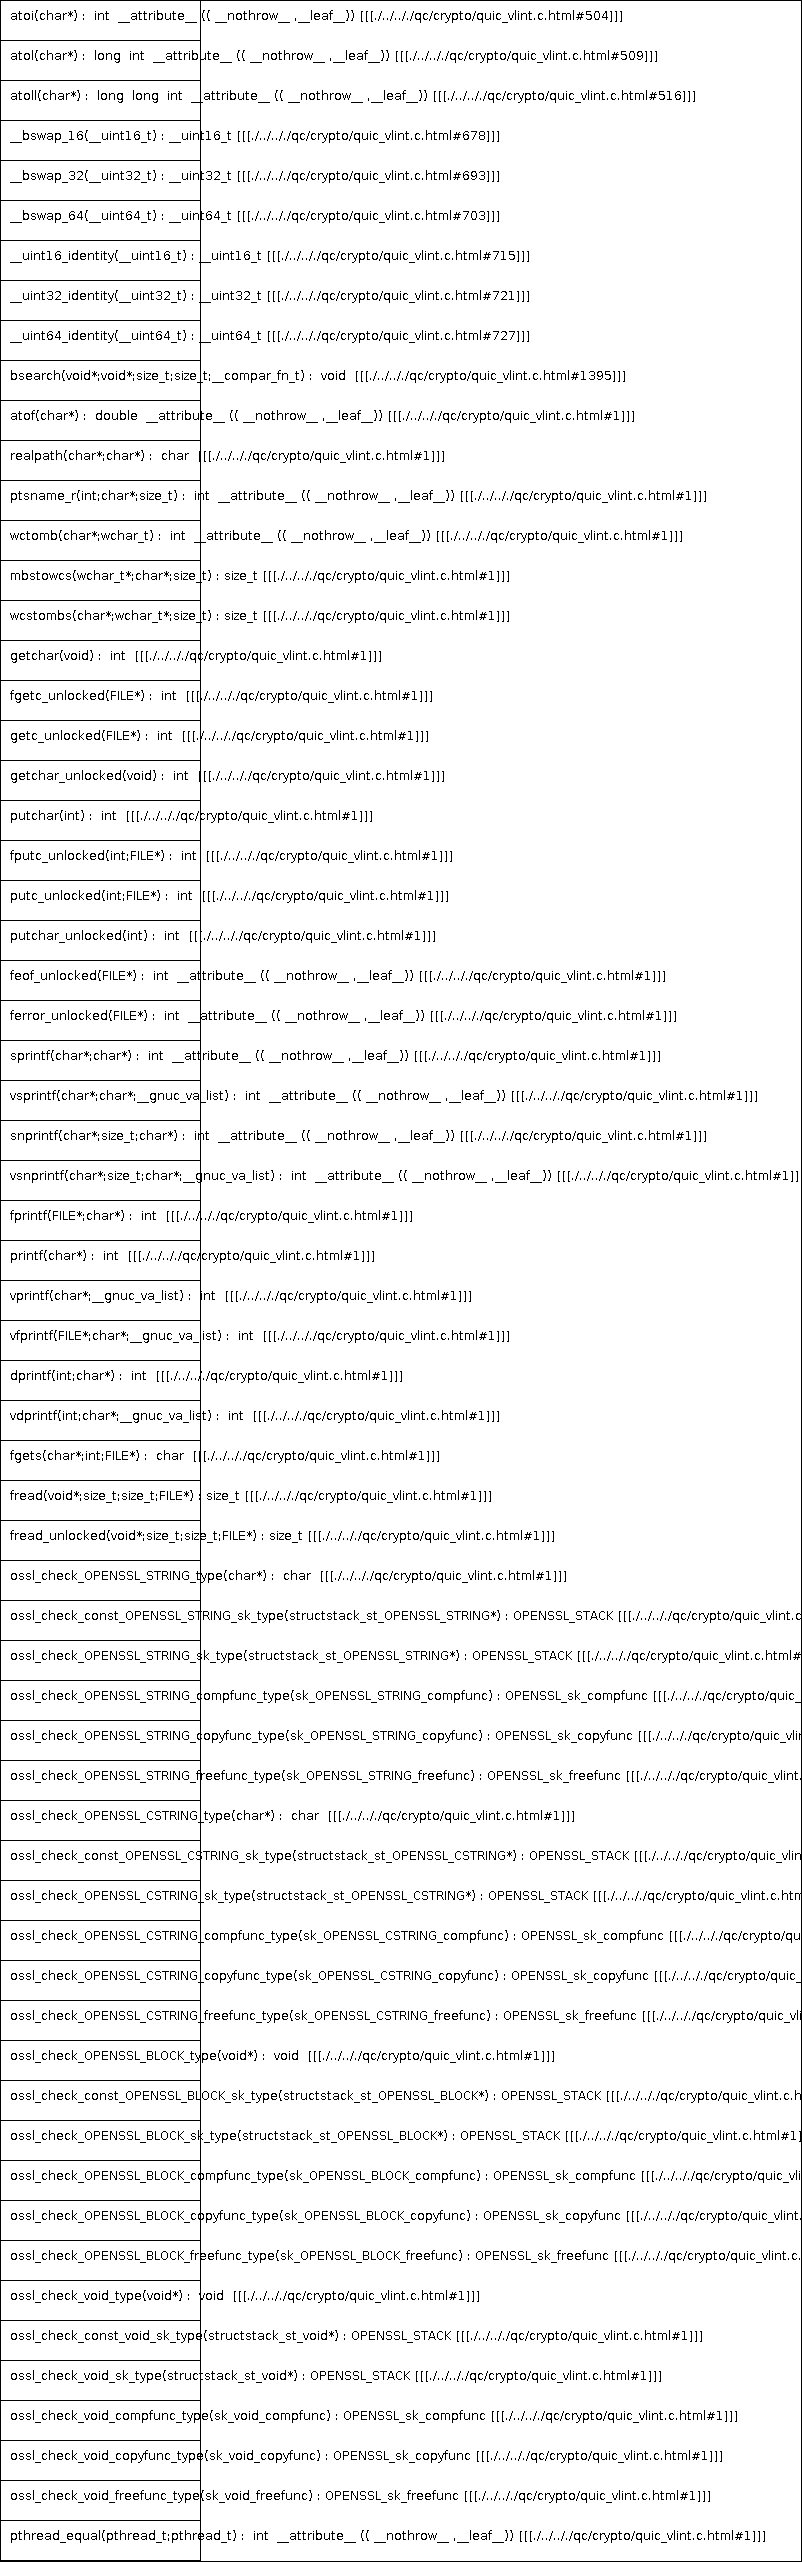 atoi(char*) :  int  __attribute__ (( __nothrow__ ,__leaf__)) [[[./../../../qc/crypto/quic_vlint.c.html#504]]]
atol(char*) :  long  int  __attribute__ (( __nothrow__ ,__leaf__)) [[[./../../../qc/crypto/quic_vlint.c.html#509]]]
atoll(char*) :  long  long  int  __attribute__ (( __nothrow__ ,__leaf__)) [[[./../../../qc/crypto/quic_vlint.c.html#516]]]
__bswap_16(__uint16_t) : __uint16_t [[[./../../../qc/crypto/quic_vlint.c.html#678]]]
__bswap_32(__uint32_t) : __uint32_t [[[./../../../qc/crypto/quic_vlint.c.html#693]]]
__bswap_64(__uint64_t) : __uint64_t [[[./../../../qc/crypto/quic_vlint.c.html#703]]]
__uint16_identity(__uint16_t) : __uint16_t [[[./../../../qc/crypto/quic_vlint.c.html#715]]]
__uint32_identity(__uint32_t) : __uint32_t [[[./../../../qc/crypto/quic_vlint.c.html#721]]]
__uint64_identity(__uint64_t) : __uint64_t [[[./../../../qc/crypto/quic_vlint.c.html#727]]]
bsearch(void*;void*;size_t;size_t;__compar_fn_t) :  void  [[[./../../../qc/crypto/quic_vlint.c.html#1395]]]
atof(char*) :  double  __attribute__ (( __nothrow__ ,__leaf__)) [[[./../../../qc/crypto/quic_vlint.c.html#1]]]
realpath(char*;char*) :  char  [[[./../../../qc/crypto/quic_vlint.c.html#1]]]
ptsname_r(int;char*;size_t) :  int  __attribute__ (( __nothrow__ ,__leaf__)) [[[./../../../qc/crypto/quic_vlint.c.html#1]]]
wctomb(char*;wchar_t) :  int  __attribute__ (( __nothrow__ ,__leaf__)) [[[./../../../qc/crypto/quic_vlint.c.html#1]]]
mbstowcs(wchar_t*;char*;size_t) : size_t [[[./../../../qc/crypto/quic_vlint.c.html#1]]]
wcstombs(char*;wchar_t*;size_t) : size_t [[[./../../../qc/crypto/quic_vlint.c.html#1]]]
getchar(void) :  int  [[[./../../../qc/crypto/quic_vlint.c.html#1]]]
fgetc_unlocked(FILE*) :  int  [[[./../../../qc/crypto/quic_vlint.c.html#1]]]
getc_unlocked(FILE*) :  int  [[[./../../../qc/crypto/quic_vlint.c.html#1]]]
getchar_unlocked(void) :  int  [[[./../../../qc/crypto/quic_vlint.c.html#1]]]
putchar(int) :  int  [[[./../../../qc/crypto/quic_vlint.c.html#1]]]
fputc_unlocked(int;FILE*) :  int  [[[./../../../qc/crypto/quic_vlint.c.html#1]]]
putc_unlocked(int;FILE*) :  int  [[[./../../../qc/crypto/quic_vlint.c.html#1]]]
putchar_unlocked(int) :  int  [[[./../../../qc/crypto/quic_vlint.c.html#1]]]
feof_unlocked(FILE*) :  int  __attribute__ (( __nothrow__ ,__leaf__)) [[[./../../../qc/crypto/quic_vlint.c.html#1]]]
ferror_unlocked(FILE*) :  int  __attribute__ (( __nothrow__ ,__leaf__)) [[[./../../../qc/crypto/quic_vlint.c.html#1]]]
sprintf(char*;char*) :  int  __attribute__ (( __nothrow__ ,__leaf__)) [[[./../../../qc/crypto/quic_vlint.c.html#1]]]
vsprintf(char*;char*;__gnuc_va_list) :  int  __attribute__ (( __nothrow__ ,__leaf__)) [[[./../../../qc/crypto/quic_vlint.c.html#1]]]
snprintf(char*;size_t;char*) :  int  __attribute__ (( __nothrow__ ,__leaf__)) [[[./../../../qc/crypto/quic_vlint.c.html#1]]]
vsnprintf(char*;size_t;char*;__gnuc_va_list) :  int  __attribute__ (( __nothrow__ ,__leaf__)) [[[./../../../qc/crypto/quic_vlint.c.html#1]]]
fprintf(FILE*;char*) :  int  [[[./../../../qc/crypto/quic_vlint.c.html#1]]]
printf(char*) :  int  [[[./../../../qc/crypto/quic_vlint.c.html#1]]]
vprintf(char*;__gnuc_va_list) :  int  [[[./../../../qc/crypto/quic_vlint.c.html#1]]]
vfprintf(FILE*;char*;__gnuc_va_list) :  int  [[[./../../../qc/crypto/quic_vlint.c.html#1]]]
dprintf(int;char*) :  int  [[[./../../../qc/crypto/quic_vlint.c.html#1]]]
vdprintf(int;char*;__gnuc_va_list) :  int  [[[./../../../qc/crypto/quic_vlint.c.html#1]]]
fgets(char*;int;FILE*) :  char  [[[./../../../qc/crypto/quic_vlint.c.html#1]]]
fread(void*;size_t;size_t;FILE*) : size_t [[[./../../../qc/crypto/quic_vlint.c.html#1]]]
fread_unlocked(void*;size_t;size_t;FILE*) : size_t [[[./../../../qc/crypto/quic_vlint.c.html#1]]]
ossl_check_OPENSSL_STRING_type(char*) :  char  [[[./../../../qc/crypto/quic_vlint.c.html#1]]]
ossl_check_const_OPENSSL_STRING_sk_type(structstack_st_OPENSSL_STRING*) : OPENSSL_STACK [[[./../../../qc/crypto/quic_vlint.c
ossl_check_OPENSSL_STRING_sk_type(structstack_st_OPENSSL_STRING*) : OPENSSL_STACK [[[./../../../qc/crypto/quic_vlint.c.html#
ossl_check_OPENSSL_STRING_compfunc_type(sk_OPENSSL_STRING_compfunc) : OPENSSL_sk_compfunc [[[./../../../qc/crypto/quic_
ossl_check_OPENSSL_STRING_copyfunc_type(sk_OPENSSL_STRING_copyfunc) : OPENSSL_sk_copyfunc [[[./../../../qc/crypto/quic_vlin
ossl_check_OPENSSL_STRING_freefunc_type(sk_OPENSSL_STRING_freefunc) : OPENSSL_sk_freefunc [[[./../../../qc/crypto/quic_vlint.
ossl_check_OPENSSL_CSTRING_type(char*) :  char  [[[./../../../qc/crypto/quic_vlint.c.html#1]]]
ossl_check_const_OPENSSL_CSTRING_sk_type(structstack_st_OPENSSL_CSTRING*) : OPENSSL_STACK [[[./../../../qc/crypto/quic_vlin
ossl_check_OPENSSL_CSTRING_sk_type(structstack_st_OPENSSL_CSTRING*) : OPENSSL_STACK [[[./../../../qc/crypto/quic_vlint.c.htm
ossl_check_OPENSSL_CSTRING_compfunc_type(sk_OPENSSL_CSTRING_compfunc) : OPENSSL_sk_compfunc [[[./../../../qc/crypto/qu
ossl_check_OPENSSL_CSTRING_copyfunc_type(sk_OPENSSL_CSTRING_copyfunc) : OPENSSL_sk_copyfunc [[[./../../../qc/crypto/quic_
ossl_check_OPENSSL_CSTRING_freefunc_type(sk_OPENSSL_CSTRING_freefunc) : OPENSSL_sk_freefunc [[[./../../../qc/crypto/quic_vli
ossl_check_OPENSSL_BLOCK_type(void*) :  void  [[[./../../../qc/crypto/quic_vlint.c.html#1]]]
ossl_check_const_OPENSSL_BLOCK_sk_type(structstack_st_OPENSSL_BLOCK*) : OPENSSL_STACK [[[./../../../qc/crypto/quic_vlint.c.h
ossl_check_OPENSSL_BLOCK_sk_type(structstack_st_OPENSSL_BLOCK*) : OPENSSL_STACK [[[./../../../qc/crypto/quic_vlint.c.html#1]
ossl_check_OPENSSL_BLOCK_compfunc_type(sk_OPENSSL_BLOCK_compfunc) : OPENSSL_sk_compfunc [[[./../../../qc/crypto/quic_vli
ossl_check_OPENSSL_BLOCK_copyfunc_type(sk_OPENSSL_BLOCK_copyfunc) : OPENSSL_sk_copyfunc [[[./../../../qc/crypto/quic_vlint.
ossl_check_OPENSSL_BLOCK_freefunc_type(sk_OPENSSL_BLOCK_freefunc) : OPENSSL_sk_freefunc [[[./../../../qc/crypto/quic_vlint.c.
ossl_check_void_type(void*) :  void  [[[./../../../qc/crypto/quic_vlint.c.html#1]]]
ossl_check_const_void_sk_type(structstack_st_void*) : OPENSSL_STACK [[[./../../../qc/crypto/quic_vlint.c.html#1]]]
ossl_check_void_sk_type(structstack_st_void*) : OPENSSL_STACK [[[./../../../qc/crypto/quic_vlint.c.html#1]]]
ossl_check_void_compfunc_type(sk_void_compfunc) : OPENSSL_sk_compfunc [[[./../../../qc/crypto/quic_vlint.c.html#1]]]
ossl_check_void_copyfunc_type(sk_void_copyfunc) : OPENSSL_sk_copyfunc [[[./../../../qc/crypto/quic_vlint.c.html#1]]]
ossl_check_void_freefunc_type(sk_void_freefunc) : OPENSSL_sk_freefunc [[[./../../../qc/crypto/quic_vlint.c.html#1]]]
pthread_equal(pthread_t;pthread_t) :  int  __attribute__ (( __nothrow__ ,__leaf__)) [[[./../../../qc/crypto/quic_vlint.c.html#1]]]